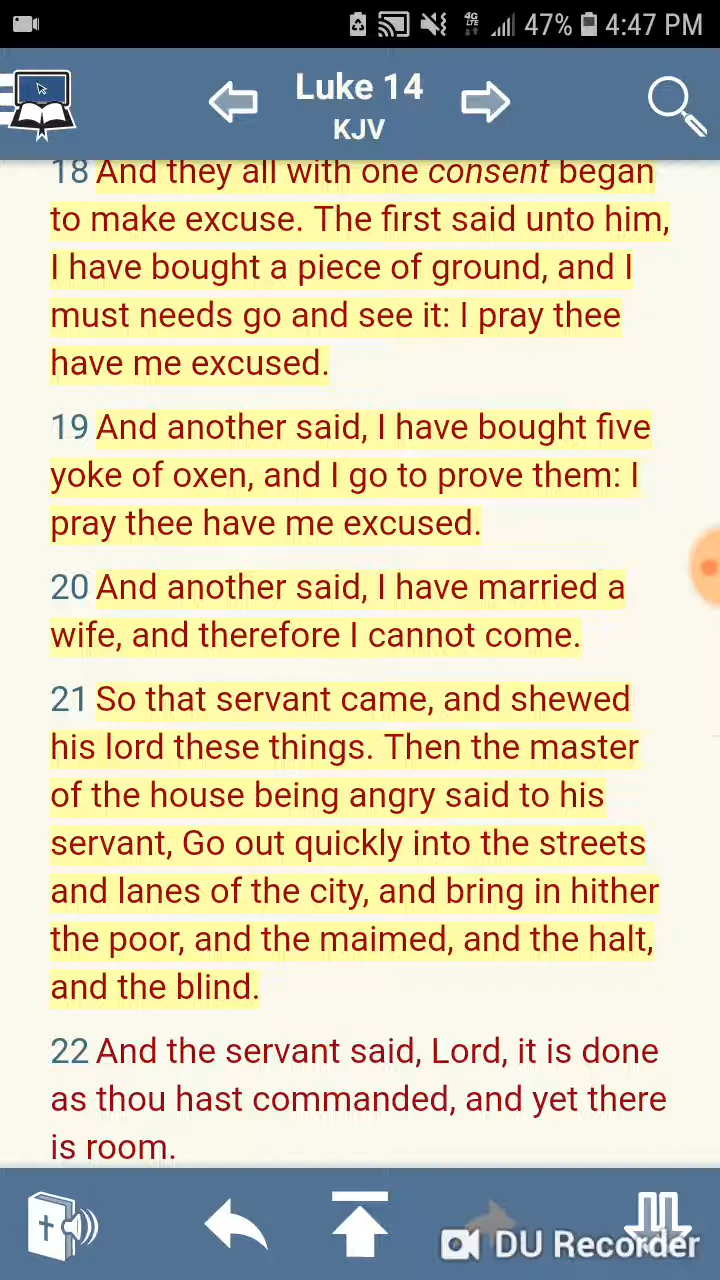 4G LTE 47% 4:47 PM
Luke 14
KJV
18 And they all with one consent began
to make excuse. The first said unto him,
I have bought a piece of ground, and I
must needs go and see it: I pray thee
have me excused.
19 And another said, I have bought five
yoke of oxen, and I go to prove them: I
pray thee have me excused.
20 And another said, I have married a
wife, and therefore I cannot come.
21 So that servant came, and shewed
his lord these things. Then the master
of the house being angry said to his
servant, Go out quickly into the streets
and lanes of the city, and bring in hither
the poor, and the maimed, and the halt,
and the blind.
22 And the servant said, Lord, it is done
as thou hast commanded, and yet there
is room.
DU Recorder